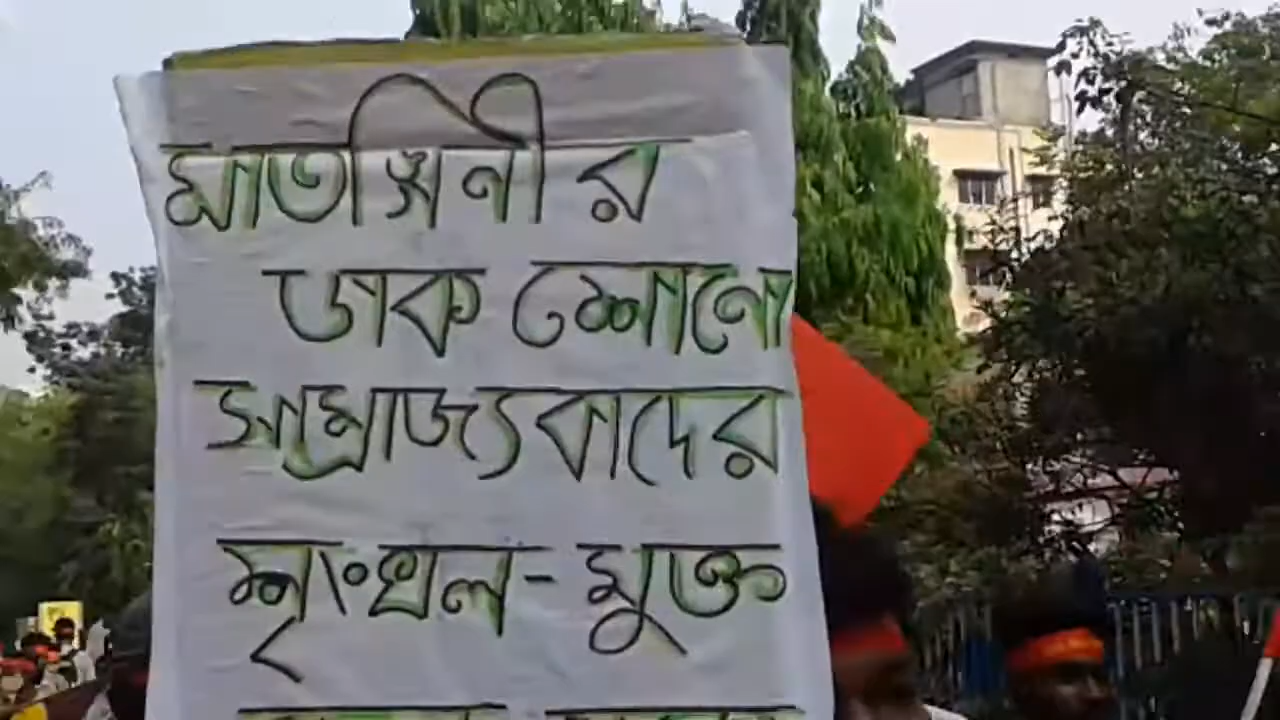 মাতঙ্গিনীর
ডাক শোনো
সাম্রাজ্যবাদের
শৃংখল-মুক্ত